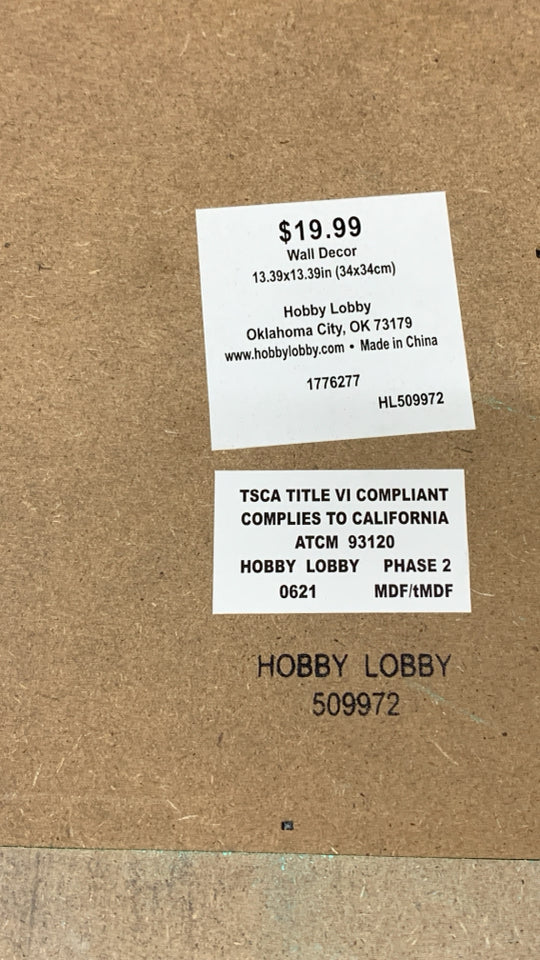 $19.99
Wall Decor
13.39x13.39in (34x34cm)
Hobby Lobby
Oklahoma City, OK 73179
www.hobbylobby.com • Made in China
1776277
HL509972
TSCA TITLE VI COMPLIANT
COMPLIES TO CALIFORNIA
ATCM 93120
HOBBY LOBBY PHASE 2
0621 MDF/tMDF
HOBBY LOBBY
509972